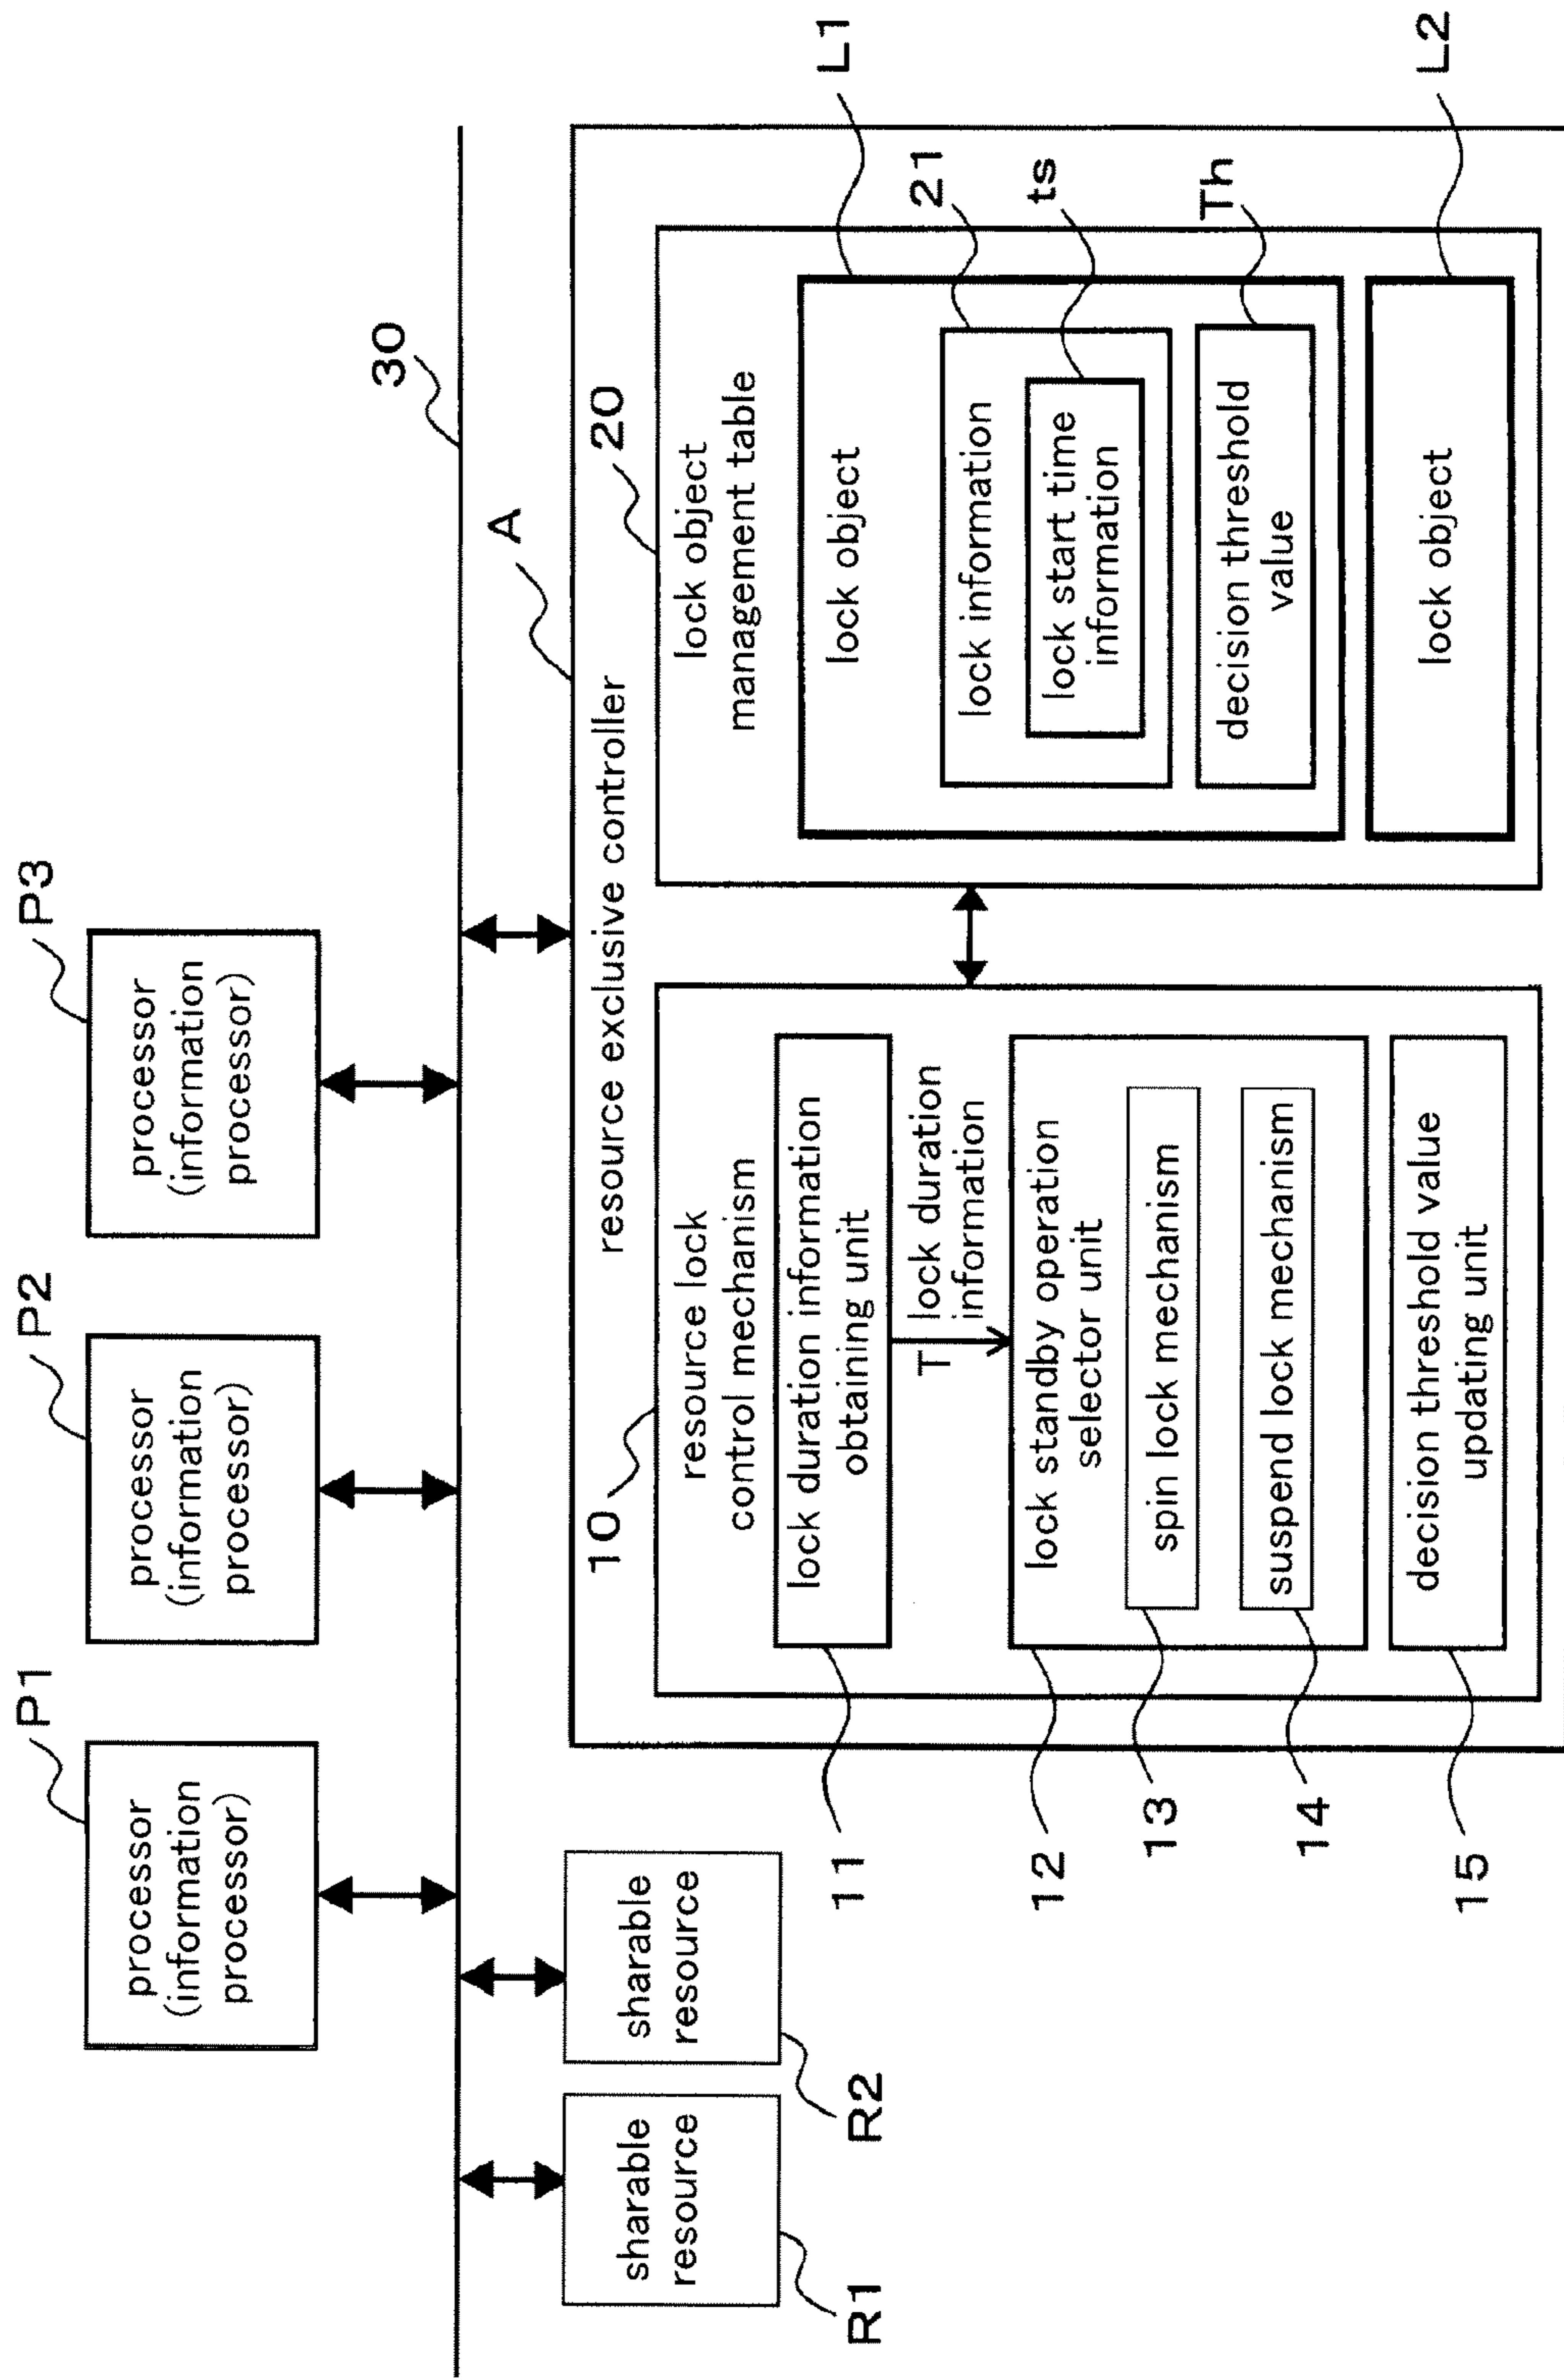 P1
P2
P3
processor
(information
processor)
processor
(information
processor)
processor
(information
processor)
30
A
sharable
resource
R1
sharable
resource
R2
resource exclusive controller
10
resource lock
control mechanism
lock duration information
obtaining unit
11
T
lock duration
information
lock standby operation
selector unit
12
spin lock mechanism
13
suspend lock mechanism
14
decision threshold value
updating unit
15
20
lock object
management table
lock object
L1
lock information
21
lock start time
information
ts
decision threshold
value
Th
lock object
L2